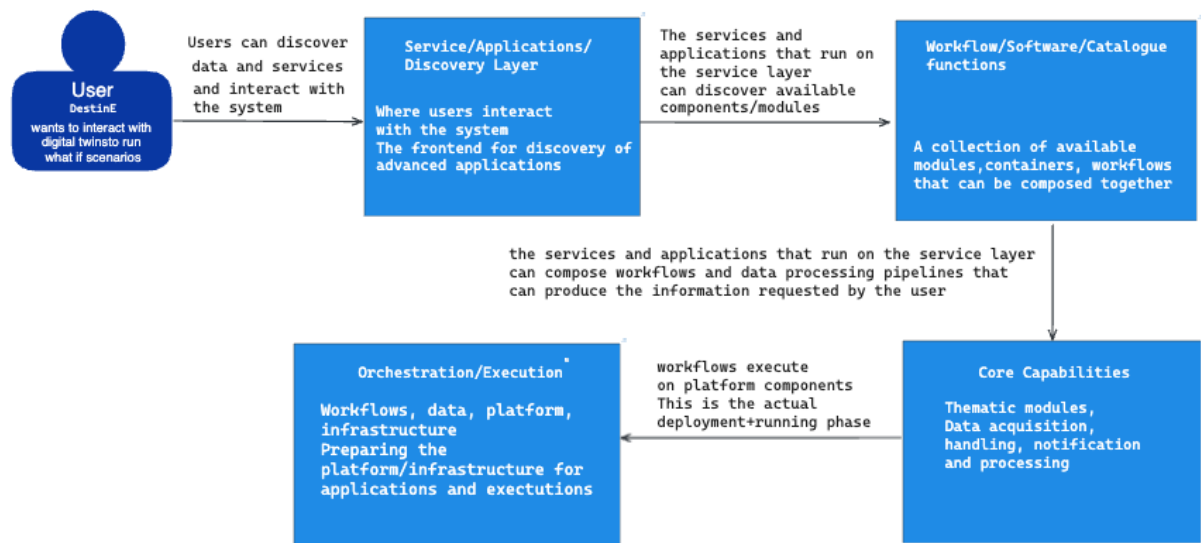 User
DestinE
wants to interact with
digital twinsto run
what if scenarios
Users can discover
data and services
and interact with
the system
Service/Applications/
Discovery Layer
Where users interact
with the system
The frontend for discovery of
advanced applications
The services and
applications that run on
the service layer
can discover available
components/modules
Workflow/Software/Catalogue
functions
A collection of available
modules,containers, workflows
that can be composed together
the services and applications that run on the service layer
can compose workflows and data processing pipelines that
can produce the information requested by the user
Core Capabilities
Thematic modules,
Data acquisition,
handling, notification
and processing
workflows execute
on platform components
This is the actual
deployment+running phase
Orchestration/Execution
Workflows, data, platform,
infrastructure
Preparing the
platform/infrastructure for
applications and exectutions